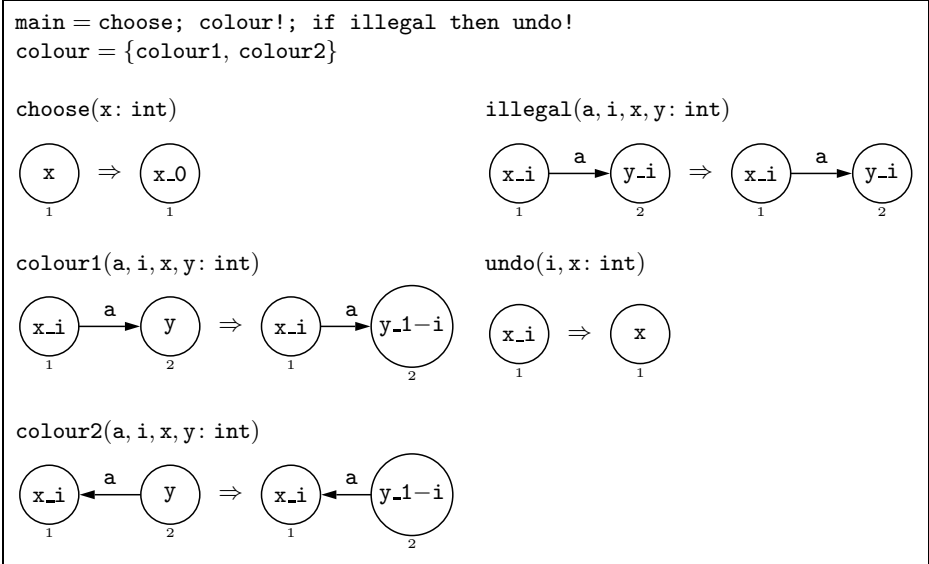 main = choose; colour!; if illegal then undo!
colour = {colour1, colour2}
choose(x: int)
x ⇒ x_0
1 1
illegal(a, i, x, y: int)
x_i a y_i ⇒ x_i a y_i
1 2 1 2
colour1(a, i, x, y: int)
x_i a y ⇒ x_i a y_1−i
1 2 1 2
undo(i, x: int)
x_i ⇒ x
1 1
colour2(a, i, x, y: int)
x_i a y ⇒ x_i a y_1−i
1 2 1 2